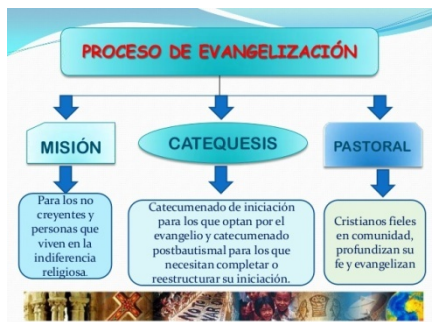 PROCESO DE EVANGELIZACIÓN
MISIÓN
CATEQUESIS
PASTORAL
Para los no
creyentes y
personas que
viven en la
indiferencia
religiosa.
Catecumenado de iniciación
para los que optan por el
evangelio y catecumenado
postbautismal para los que
necesitan completar o
reestructurar su iniciación.
Cristianos fieles
en comunidad,
profundizan su
fe y evangelizan